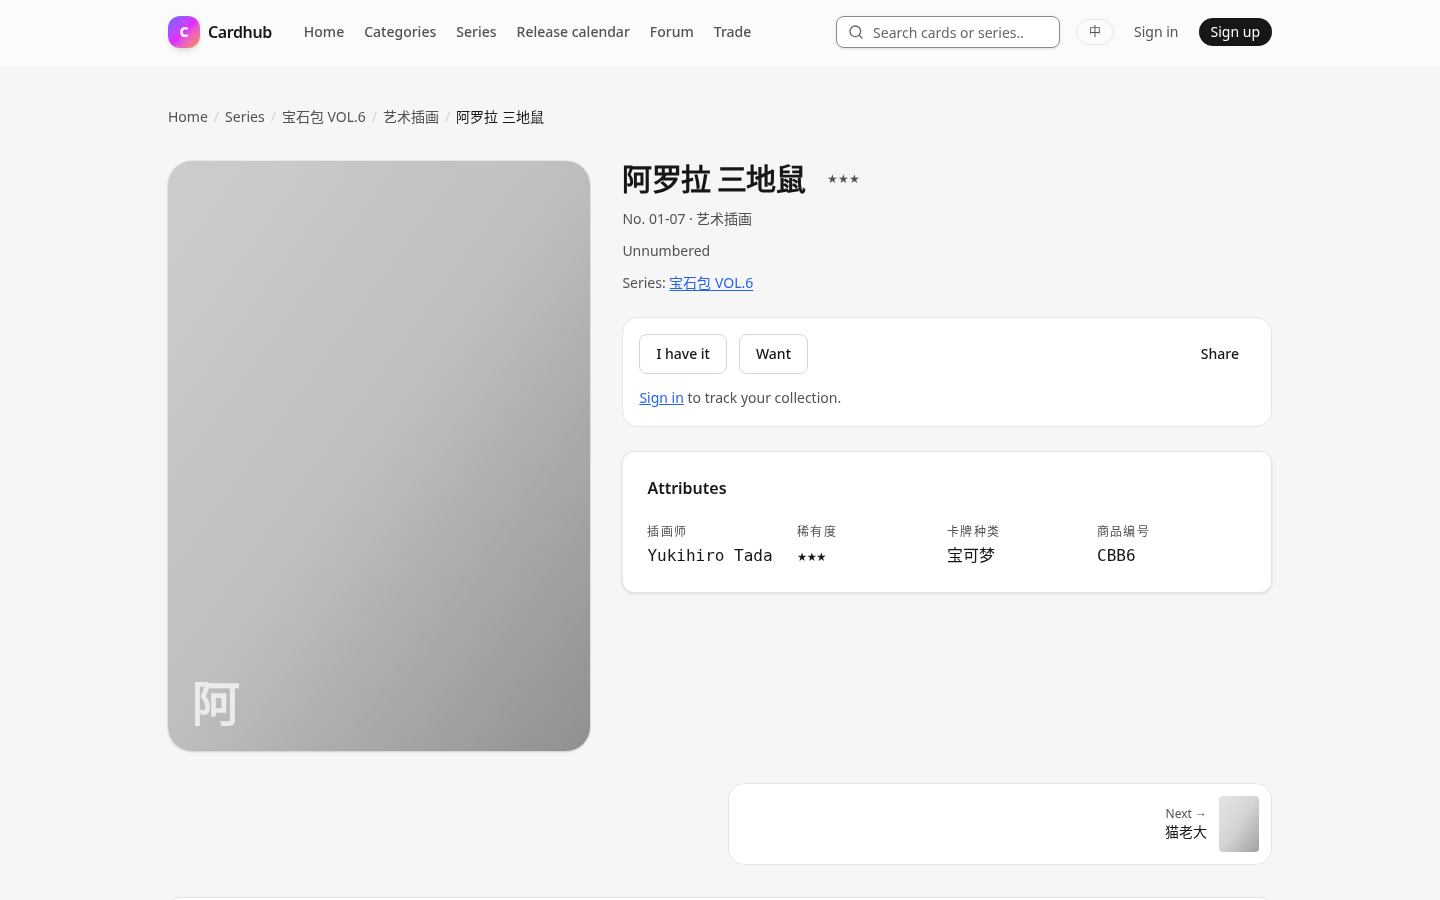 C Cardhub Home Categories Series Release calendar Forum Trade Search cards or series.. 中 Sign in Sign up
Home / Series / 宝石包 VOL.6 / 艺术插画 / 阿罗拉 三地鼠
阿
阿罗拉 三地鼠 ★★★
No. 01-07 · 艺术插画
Unnumbered
Series: 宝石包 VOL.6
I have it Want Share
Sign in to track your collection.
Attributes
插画师 稀有度 卡牌种类 商品编号
Yukihiro Tada ★★★ 宝可梦 CBB6
Next →
猫老大